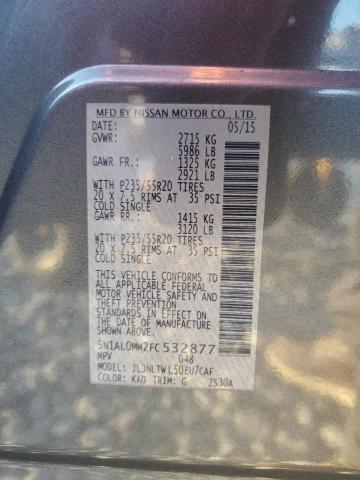 MFD BY NISSAN MOTOR CO., LTD.
DATE: 05/15
GVWR: 2715 KG
5986 LB
GAWR FR.: 1325 KG
2921 LB
WITH P235/55R20 TIRES
20 X 7.5 RIMS AT 35 PSI
COLD SINGLE
GAWR RR.: 1415 KG
3120 LB
WITH P235/55R20 TIRES
20 X 7.5 RIMS AT 35 PSI
COLD SINGLE
THIS VEHICLE CONFORMS TO
ALL APPLICABLE FEDERAL
MOTOR VEHICLE SAFETY AND
THEFT PREVENTION
STANDARDS IN EFFECT ON
THE DATE OF MANUFACTURE
SHOWN ABOVE.
5N1AL0MM2FC532877
MPV 048
MODEL: JLJNLTWL50EU7CAF
COLOR: KAD TRIM: G Z530A